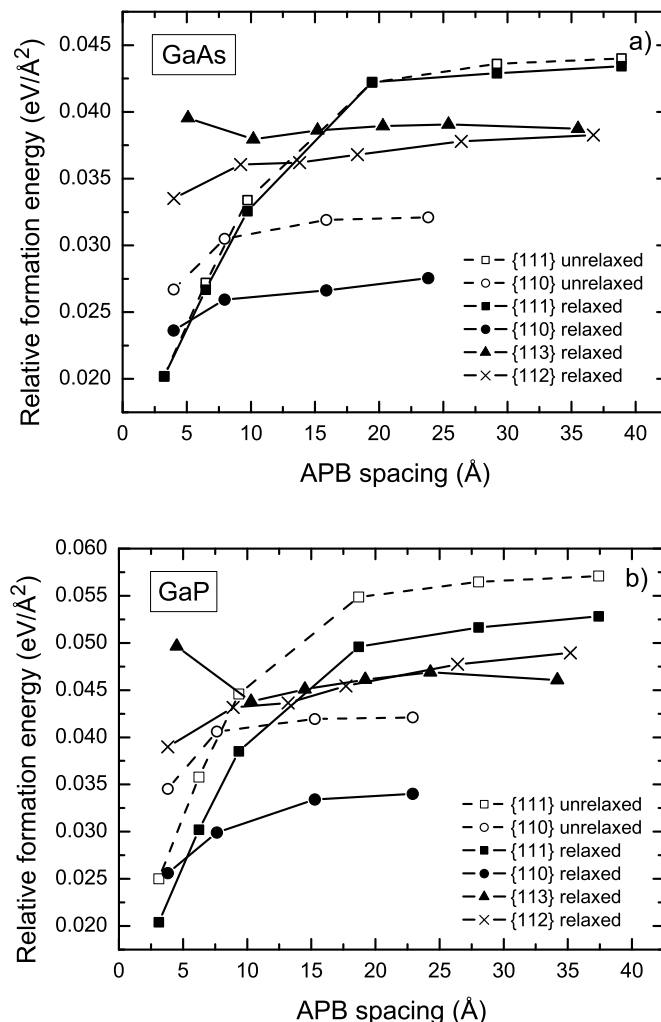 a)
GaAs
0.045
0.040
0.035
0.030
0.025
0.020
Relative formation energy (eV/Å²)
{111} unrelaxed
{110} unrelaxed
{111} relaxed
{110} relaxed
{113} relaxed
{112} relaxed
0 5 10 15 20 25 30 35 40
APB spacing (Å)
b)
GaP
0.060
0.055
0.050
0.045
0.040
0.035
0.030
0.025
0.020
Relative formation energy (eV/Å²)
{111} unrelaxed
{110} unrelaxed
{111} relaxed
{110} relaxed
{113} relaxed
{112} relaxed
0 5 10 15 20 25 30 35 40
APB spacing (Å)